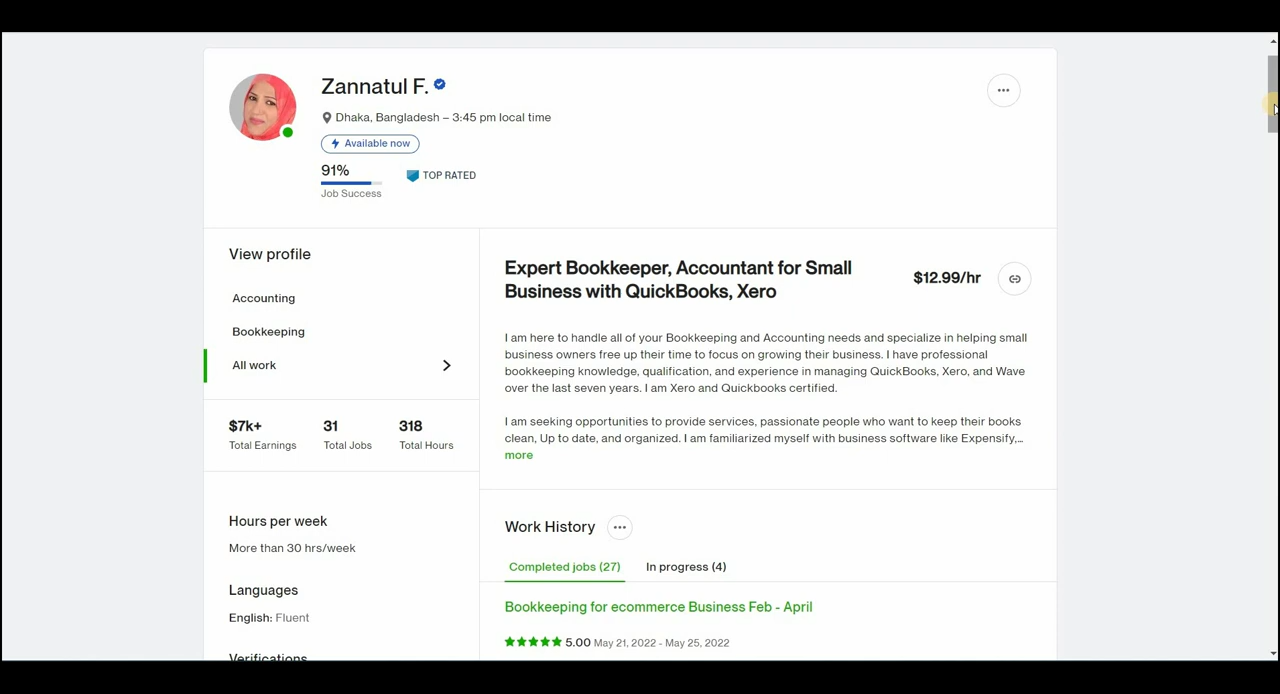 Zannatul F.
Dhaka, Bangladesh – 3:45 pm local time
Available now
91%
Job Success
TOP RATED
View profile
Accounting
Bookkeeping
All work
$7k+
Total Earnings
31
Total Jobs
318
Total Hours
Hours per week
More than 30 hrs/week
Languages
English: Fluent
Verifications
Expert Bookkeeper, Accountant for Small
Business with QuickBooks, Xero
$12.99/hr
I am here to handle all of your Bookkeeping and Accounting needs and specialize in helping small
business owners free up their time to focus on growing their business. I have professional
bookkeeping knowledge, qualification, and experience in managing QuickBooks, Xero, and Wave
over the last seven years. I am Xero and Quickbooks certified.
I am seeking opportunities to provide services, passionate people who want to keep their books
clean, Up to date, and organized. I am familiarized myself with business software like Expensify,...
more
Work History
Completed jobs (27)
In progress (4)
Bookkeeping for ecommerce Business Feb - April
5.00 May 21, 2022 - May 25, 2022